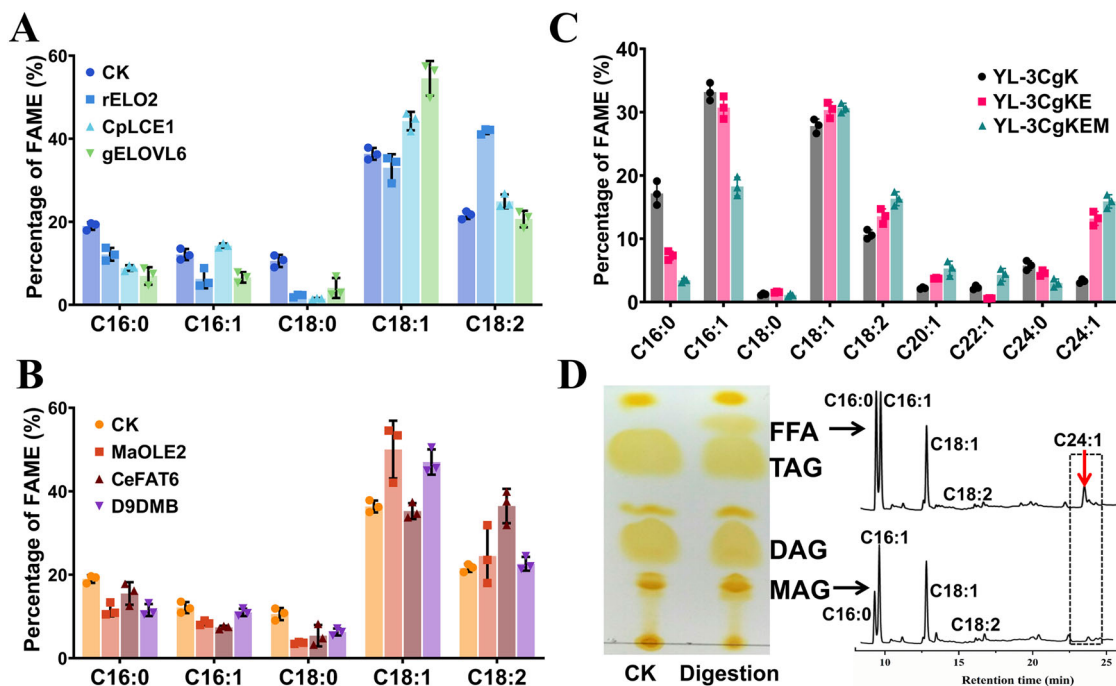 A
Percentage of FAME (%)
60
40
20
0
CK
rELO2
CpLCE1
gELOVL6
C16:0
C16:1
C18:0
C18:1
C18:2
B
Percentage of FAME (%)
60
40
20
0
CK
MaOLE2
CeFAT6
D9DMB
C16:0
C16:1
C18:0
C18:1
C18:2
C
Percentage of FAME (%)
40
30
20
10
0
YL-3CgK
YL-3CgKE
YL-3CgKEM
C16:0
C16:1
C18:0
C18:1
C18:2
C20:1
C22:1
C24:0
C24:1
D
FFA
TAG
DAG
MAG
CK
Digestion
C16:0
C16:1
C18:1
C18:2
C24:1
C16:1
C16:0
C18:1
C18:2
10
15
20
25
Retention time (min)